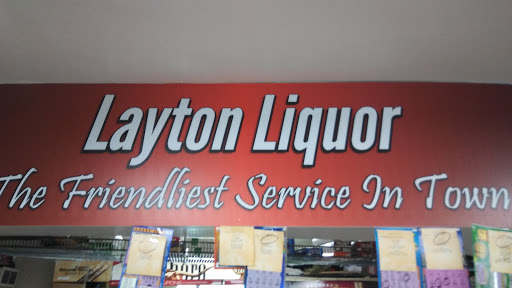 Layton Liquor
The Friendliest Service In Town